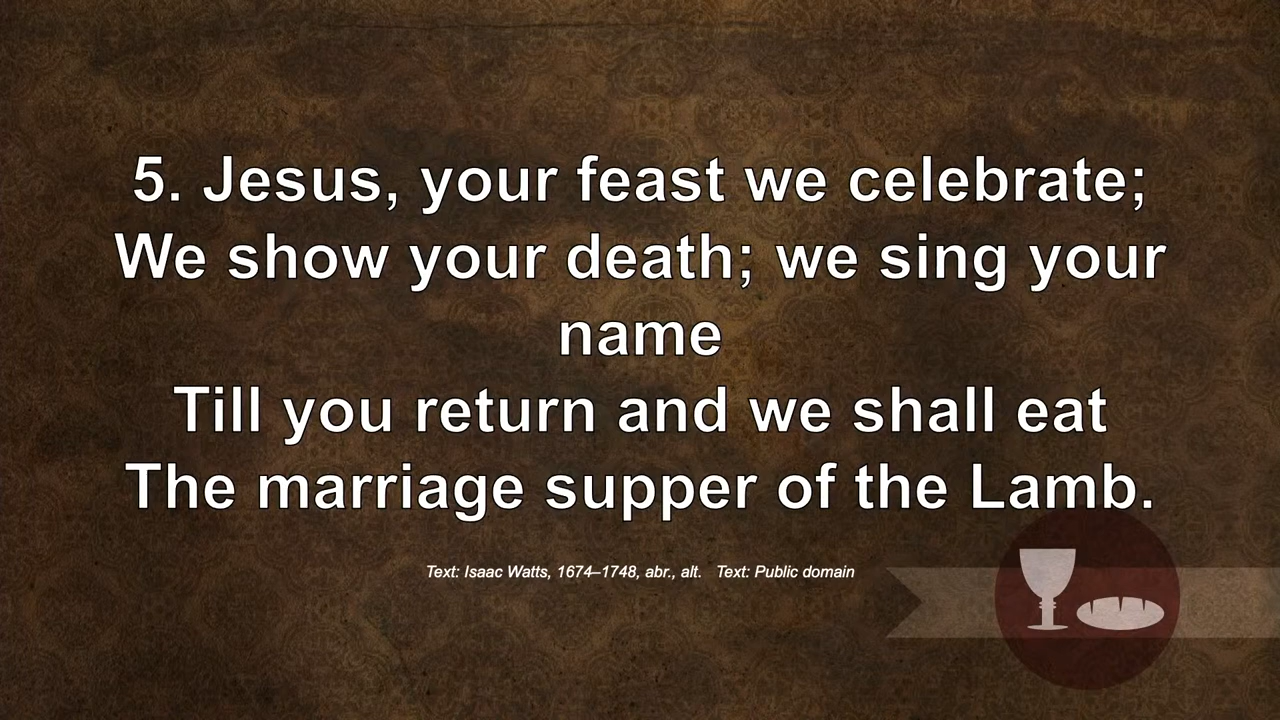 5. Jesus, your feast we celebrate;
We show your death; we sing your
name
Till you return and we shall eat
The marriage supper of the Lamb.
Text: Isaac Watts, 1674–1748, abr., alt.   Text: Public domain